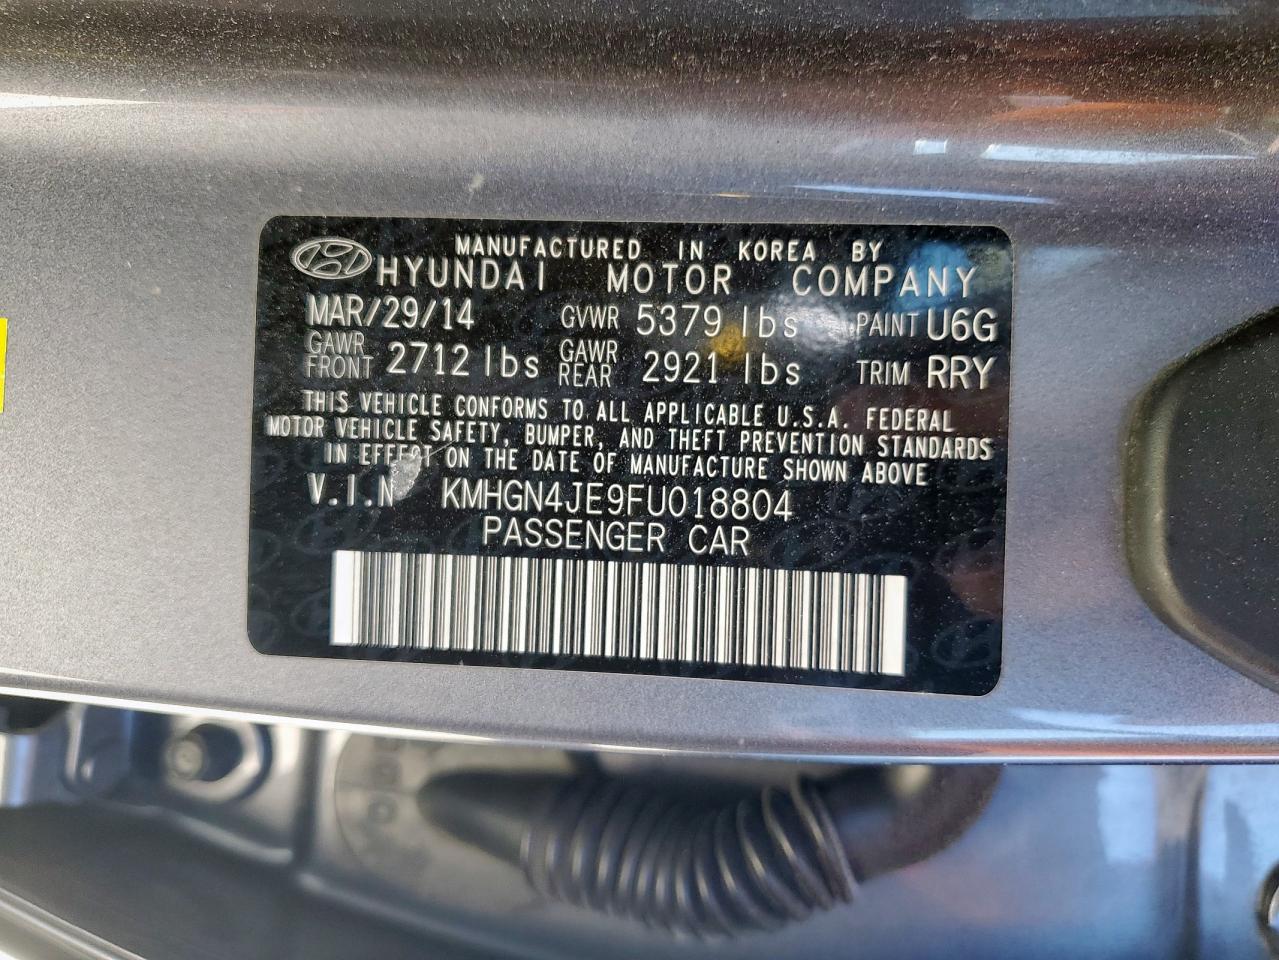 MANUFACTURED IN KOREA BY
HYUNDAI MOTOR COMPANY
MAR/29/14 GVWR 5379 lbs PAINT U6G
GAWR FRONT 2712 lbs GAWR REAR 2921 lbs TRIM RRY
THIS VEHICLE CONFORMS TO ALL APPLICABLE U.S.A. FEDERAL
MOTOR VEHICLE SAFETY, BUMPER, AND THEFT PREVENTION STANDARDS
IN EFFECT ON THE DATE OF MANUFACTURE SHOWN ABOVE
V.I.N KMHGN4JE9FU018804
PASSENGER CAR